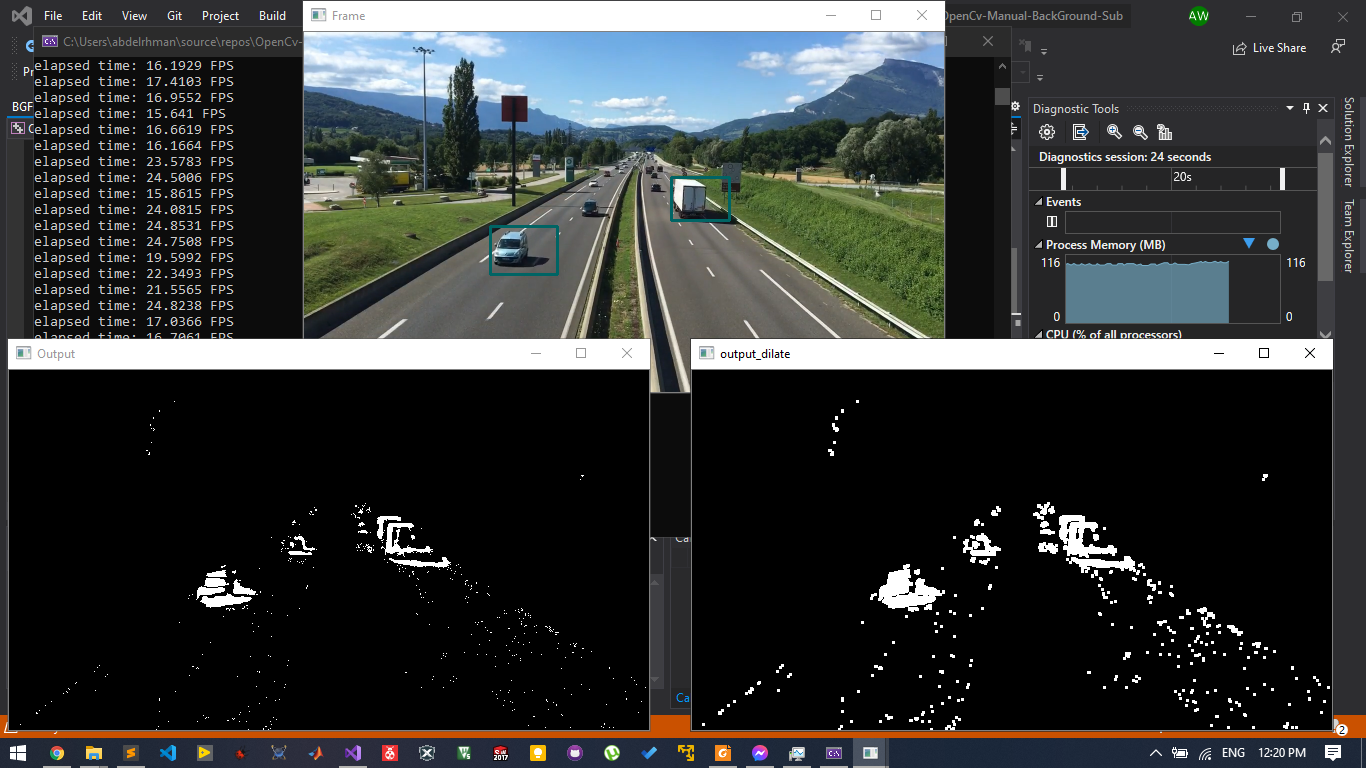 File Edit View Git Project Build
OpenCv-Manual-BackGround-Sub
AW
Frame
C:\Users\abdelrhman\source\repos\OpenCv-
Live Share
elapsed time: 16.1929 FPS
elapsed time: 17.4103 FPS
elapsed time: 16.9552 FPS
elapsed time: 15.641 FPS
elapsed time: 16.6619 FPS
elapsed time: 16.1664 FPS
elapsed time: 23.5783 FPS
elapsed time: 24.5006 FPS
elapsed time: 15.8615 FPS
elapsed time: 24.0815 FPS
elapsed time: 24.8531 FPS
elapsed time: 24.7508 FPS
elapsed time: 19.5992 FPS
elapsed time: 22.3493 FPS
elapsed time: 21.5565 FPS
elapsed time: 24.8238 FPS
elapsed time: 17.0366 FPS
elapsed time: 16.7061 FPS
Diagnostic Tools
Diagnostics session: 24 seconds
20s
Events
Process Memory (MB)
116 116
0 0
CPU (% of all processors)
Solution Explorer
Team Explorer
Output
output_dilate
2017
ENG
12:20 PM
2